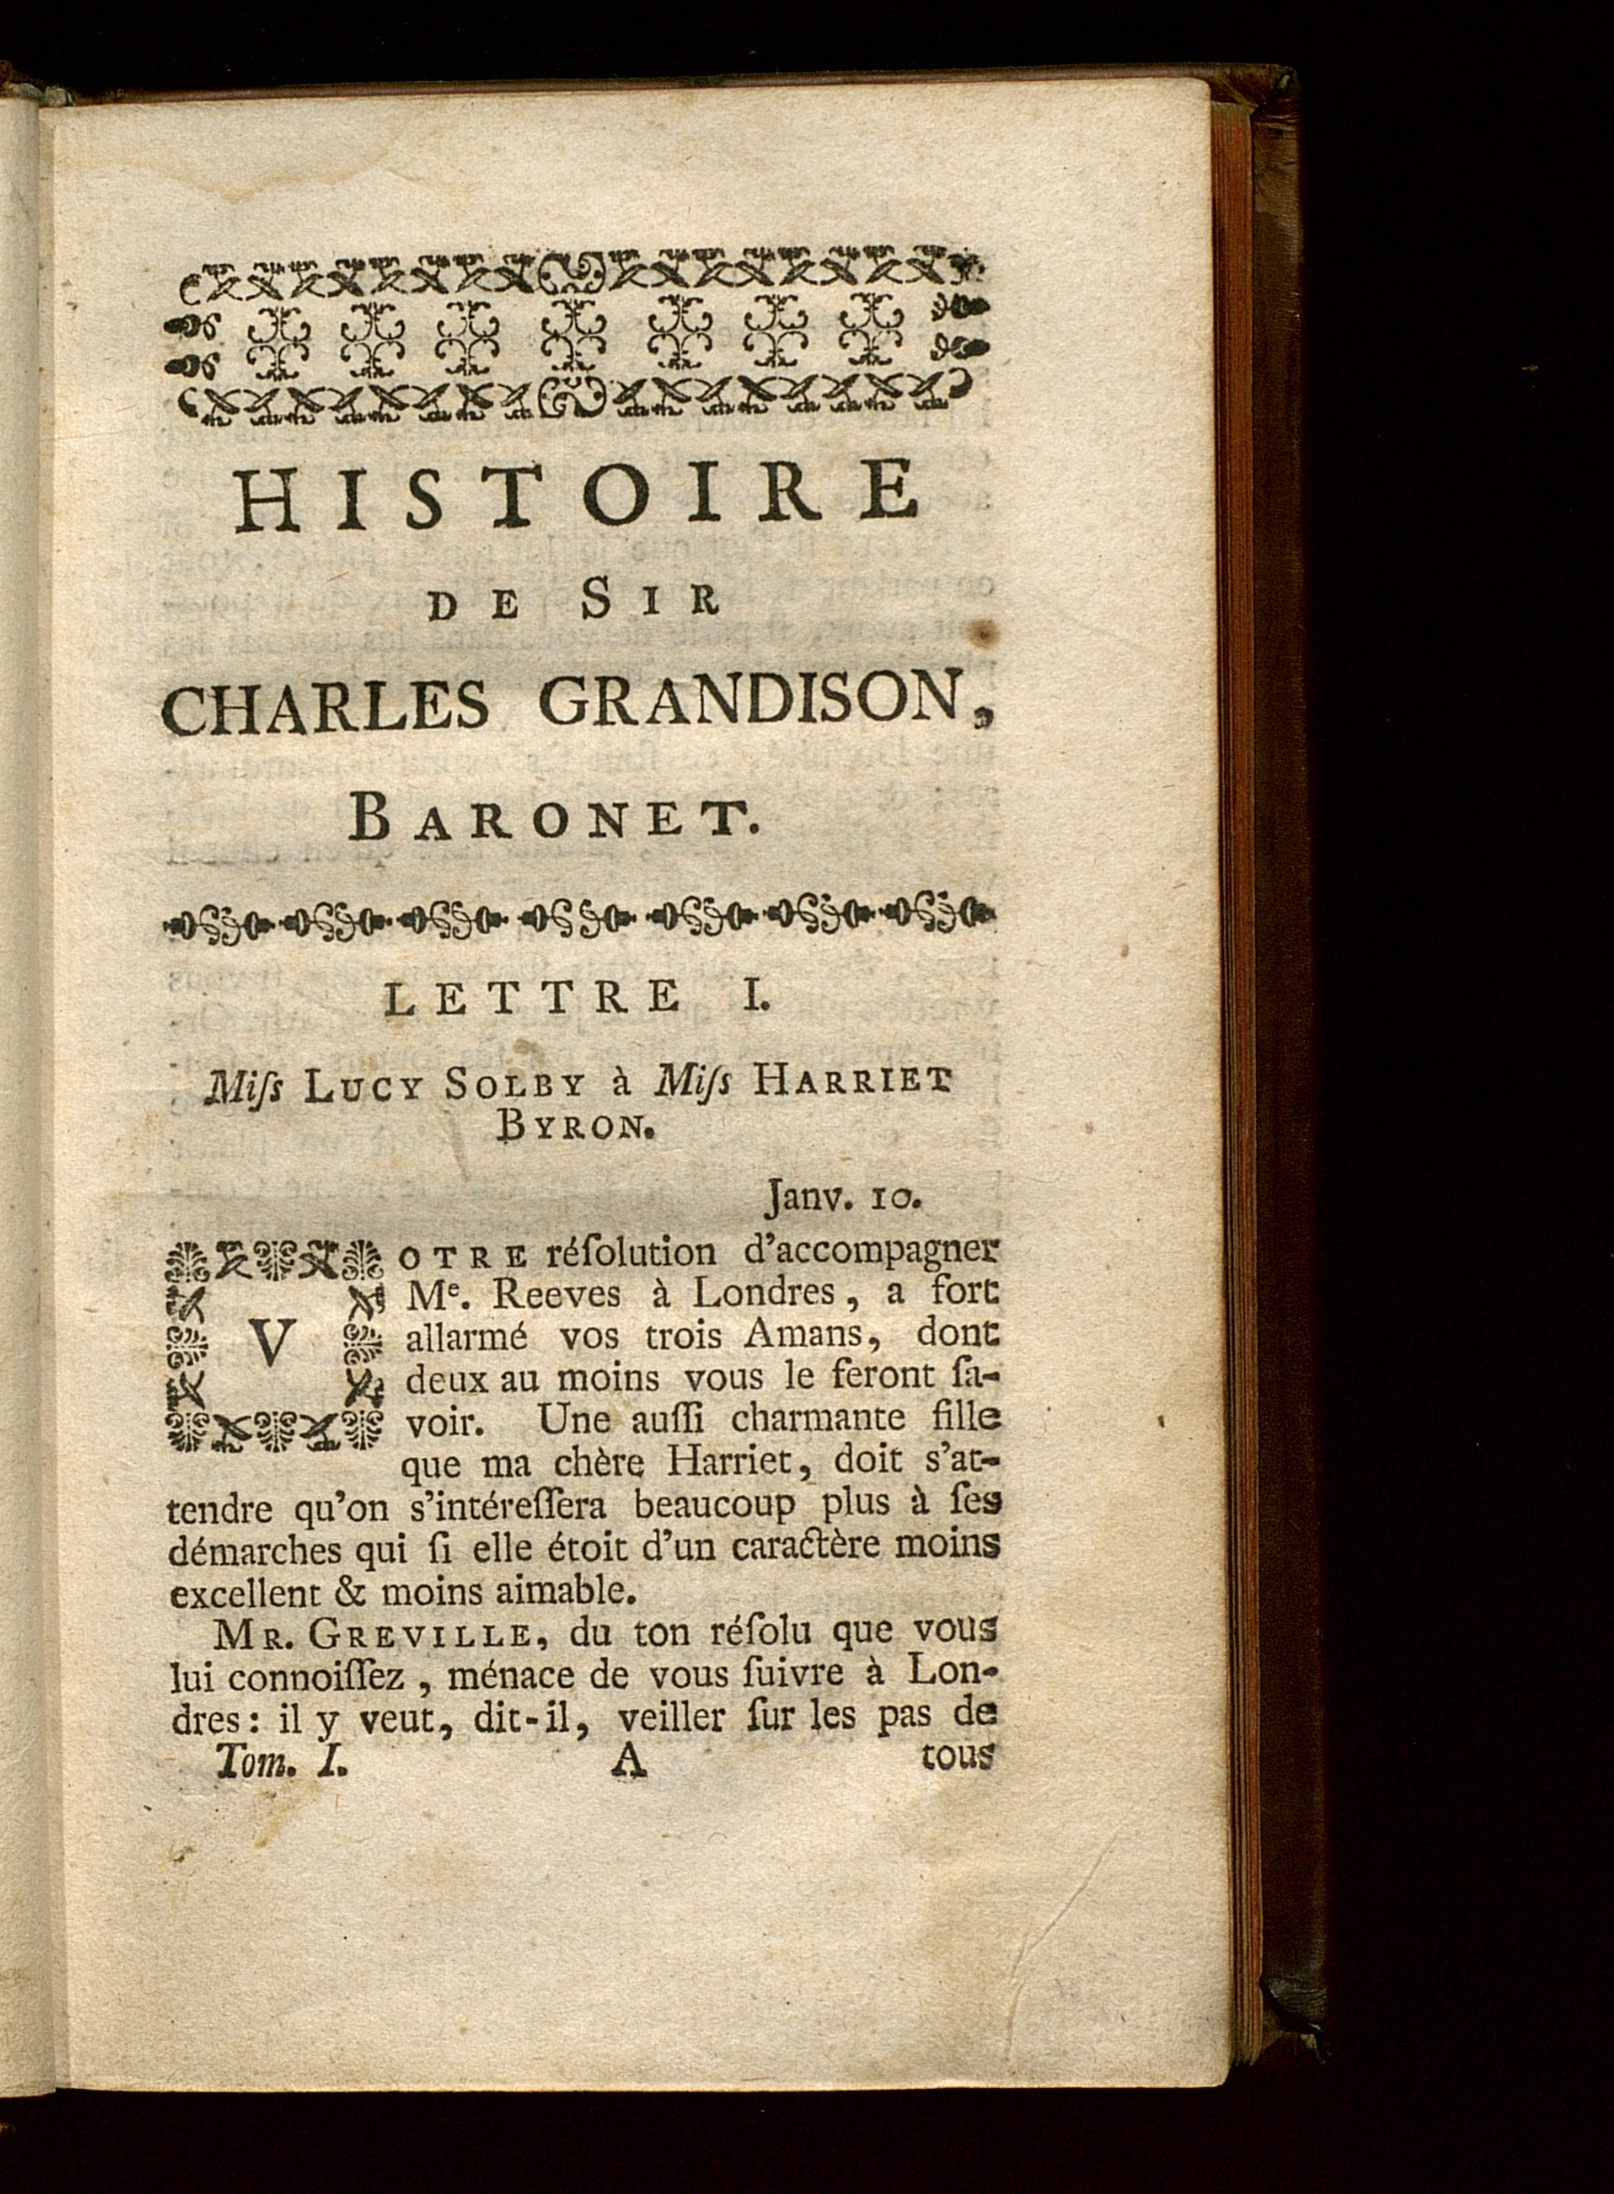 HISTOIRE
DE SIR
CHARLES GRANDISON,
BARONET.
LETTRE I.
Miſs LUCY SOLBY à Miſs HARRIET
BYRON.
Janv. 10.
VOTRE réſolution d'accompagner
Me. Reeves à Londres, a fort
allarmé vos trois Amans, dont
deux au moins vous le feront ſa-
voir. Une auſſi charmante fille
que ma chère Harriet, doit s'at-
tendre qu'on s'intéreſſera beaucoup plus à ſes
démarches qui ſi elle étoit d'un caractère moins
excellent & moins aimable.
MR. GREVILLE, du ton réſolu que vous
lui connoiſſez, ménace de vous ſuivre à Lon-
dres: il y veut, dit-il, veiller ſur les pas de
Tom. I. A tous